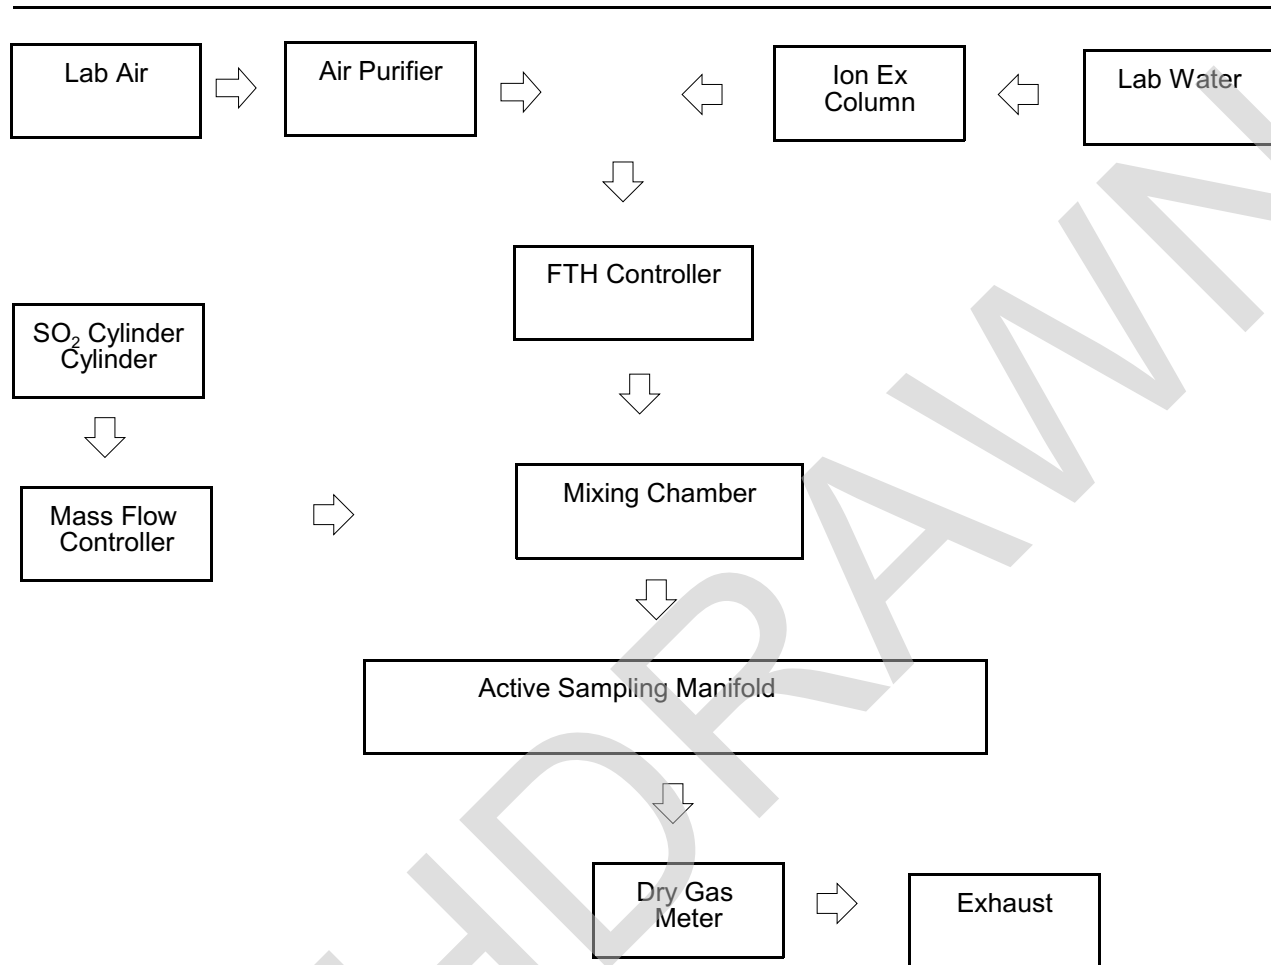 Lab Air
Air Purifier
Ion Ex
Column
Lab Water
FTH Controller
SO₂ Cylinder
Cylinder
Mixing Chamber
Mass Flow
Controller
Active Sampling Manifold
Dry Gas
Meter
Exhaust
HDRAWN